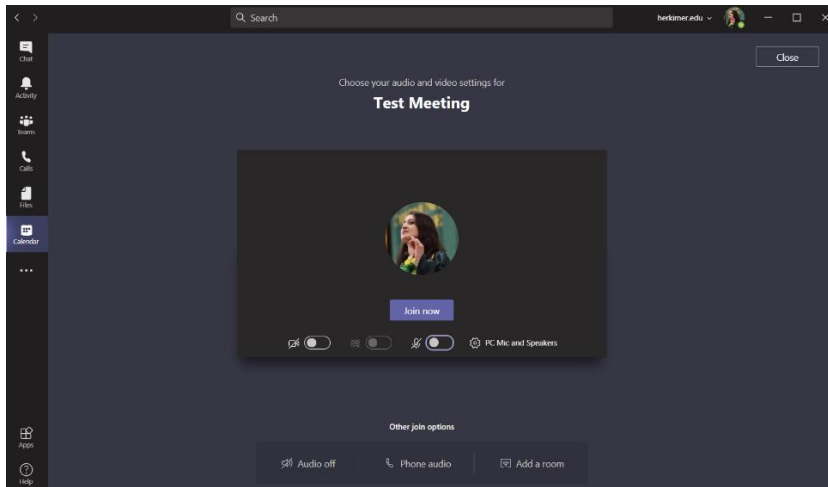 Search
herkimer.edu
Chat
Activity
Teams
Calls
Files
Calendar
Apps
Help
Close
Choose your audio and video settings for
Test Meeting
Join now
PC Mic and Speakers
Other join options
Audio off
Phone audio
Add a room